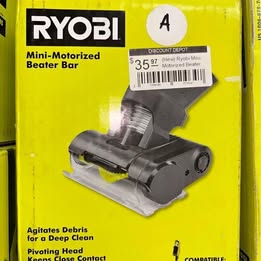 RYOBI
A
Mini-Motorized
Beater Bar
DISCOUNT DEPOT
$35.97
(New) Ryobi Mini
Motorized Beater
Agitates Debris
for a Deep Clean
Pivoting Head
Keeps Close Contact
COMPATIBLE